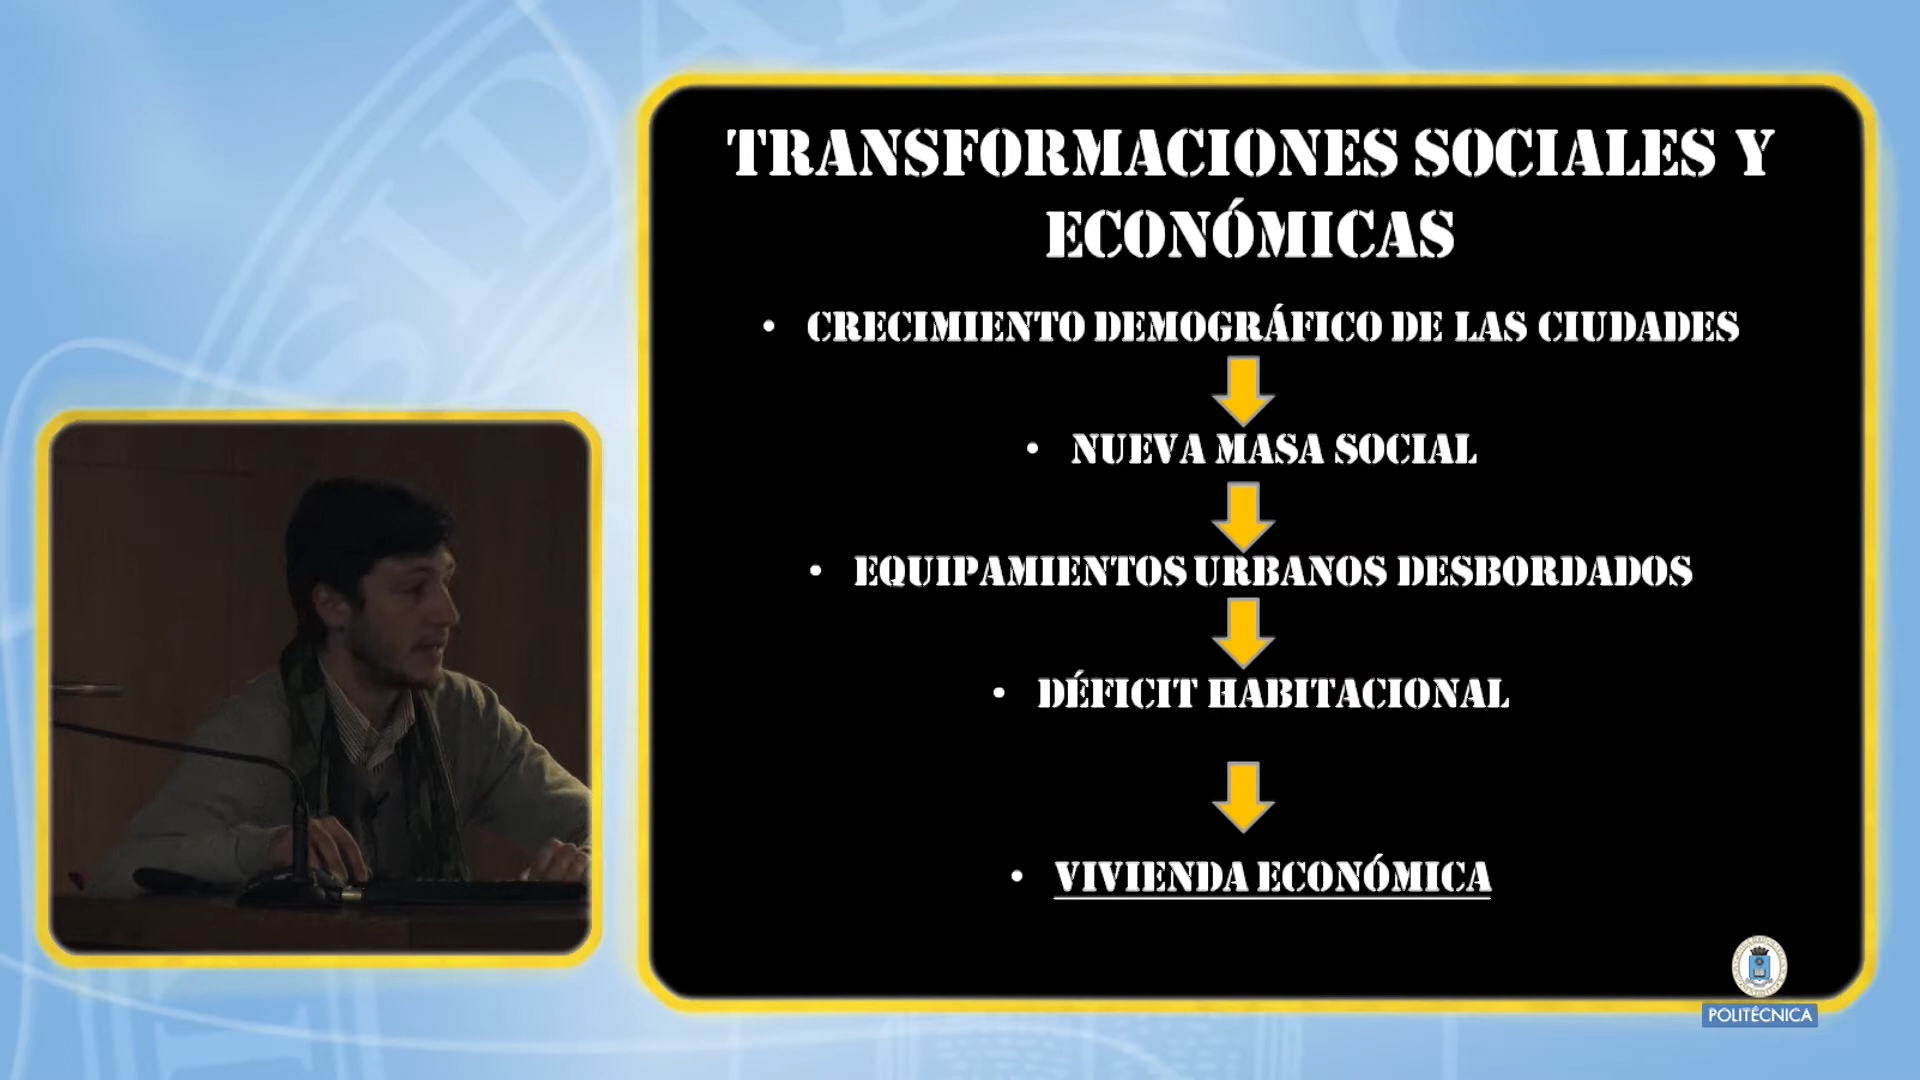 TRANSFORMACIONES SOCIALES Y
ECONÓMICAS
• CRECIMIENTO DEMOGRÁFICO DE LAS CIUDADES
• NUEVA MASA SOCIAL
• EQUIPAMIENTOS URBANOS DESBORDADOS
• DÉFICIT HABITACIONAL
• VIVIENDA ECONÓMICA
POLITÉCNICA